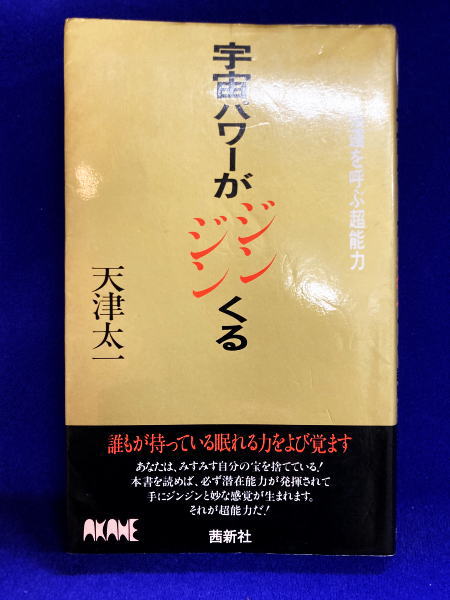 運を呼ぶ超能力
宇宙パワーがジンジンくる
天津太一
誰もが持っている眠れる力をよび覚ます
あなたは、みすみす自分の宝を捨てている!
本書を読めば、必ず潜在能力が発揮されて
手にジンジンと妙な感覚が生まれます。
それが超能力だ!
AKANE
茜新社